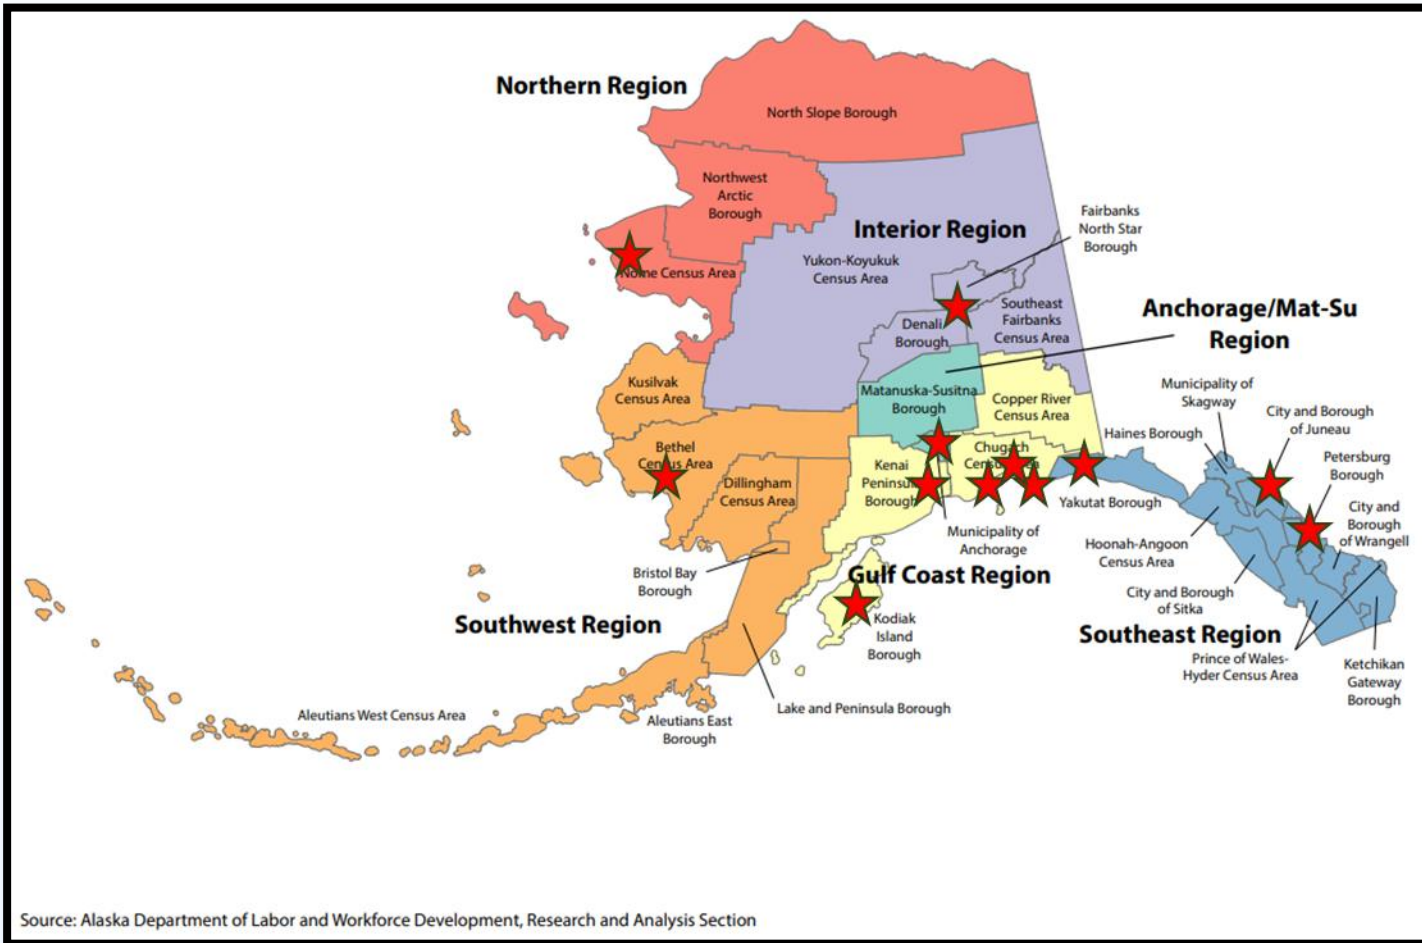 Northern Region
North Slope Borough
Northwest
Arctic
Borough
Nome Census Area
Interior Region
Yukon-Koyukuk
Census Area
Fairbanks
North Star
Borough
Denali
Borough
Southeast
Fairbanks
Census Area
Anchorage/Mat-Su
Region
Matanuska-Susitna
Borough
Copper River
Census Area
Kusilvak
Census Area
Bethel
Census Area
Dillingham
Census Area
Kenai
Peninsula
Borough
Chugach
Census Area
Municipality of
Anchorage
Municipality of
Skagway
City and Borough
of Juneau
Haines Borough
Petersburg
Borough
City and
Borough
of Wrangell
Yakutat Borough
Hoonah-Angoon
Census Area
City and Borough
of Sitka
Southeast Region
Prince of Wales-
Hyder Census Area
Ketchikan
Gateway
Borough
Bristol Bay
Borough
Gulf Coast Region
Kodiak
Island
Borough
Southwest Region
Lake and Peninsula Borough
Aleutians East
Borough
Aleutians West Census Area
Source: Alaska Department of Labor and Workforce Development, Research and Analysis Section